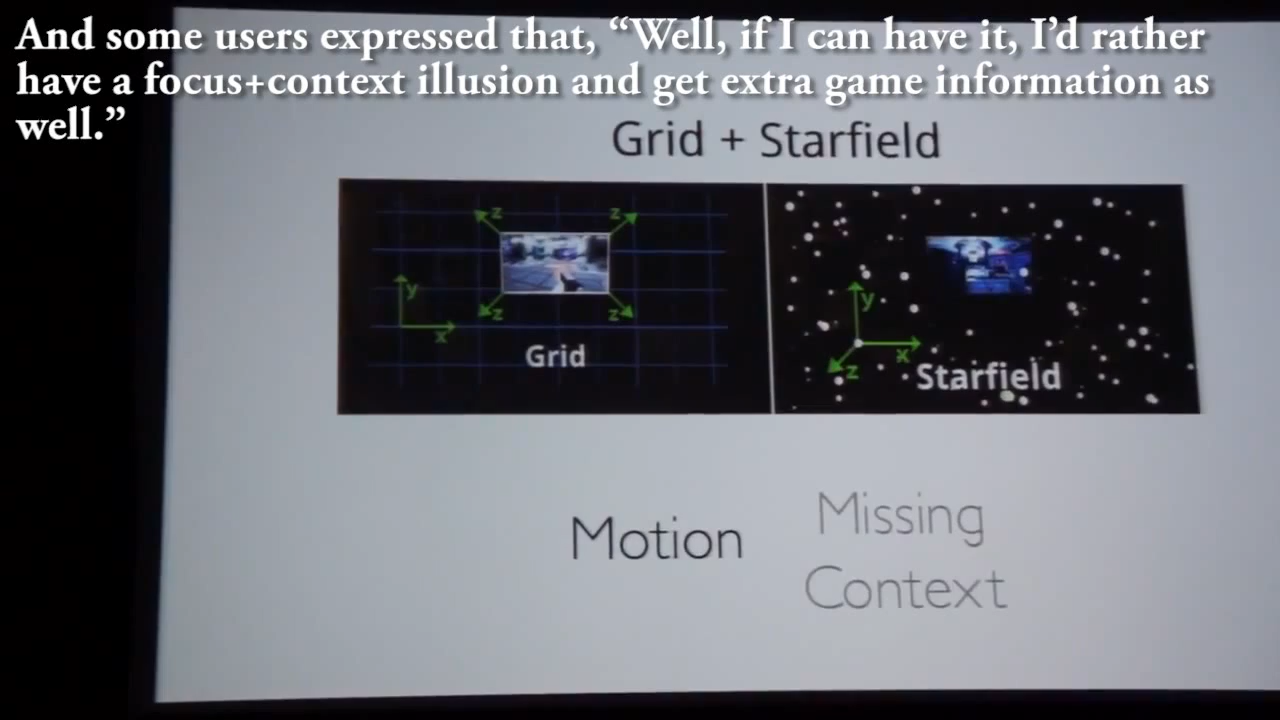 And some users expressed that, “Well, if I can have it, I’d rather
have a focus+context illusion and get extra game information as
well.”
Grid + Starfield
z z
y
z z
x
Grid
y
x
z
Starfield
Motion
Missing
Context